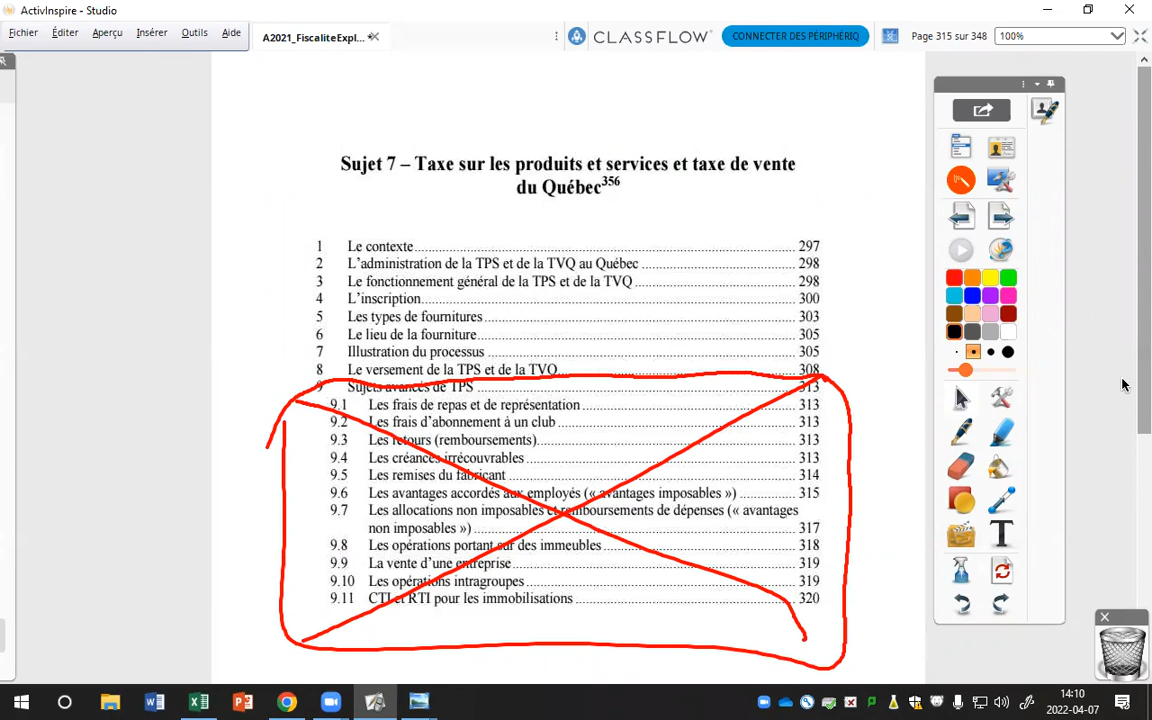 ActivInspire - Studio
Fichier Éditer Aperçu Insérer Outils Aide
A2021_FiscaliteExpl...
CLASSFLOW
CONNECTER DES PÉRIPHÉRIQ
Page 315 sur 348
100%
Sujet 7 – Taxe sur les produits et services et taxe de vente
du Québec356
1 Le contexte 297
2 L'administration de la TPS et de la TVQ au Québec 298
3 Le fonctionnement général de la TPS et de la TVQ 298
4 L'inscription 300
5 Les types de fournitures 303
6 Le lieu de la fourniture 305
7 Illustration du processus 305
8 Le versement de la TPS et de la TVQ 308
9 Sujets avancés de TPS 313
9.1 Les frais de repas et de représentation 313
9.2 Les frais d'abonnement à un club 313
9.3 Les retours (remboursements) 313
9.4 Les créances irrécouvrables 313
9.5 Les remises du fabricant 314
9.6 Les avantages accordés aux employés (« avantages imposables ») 315
9.7 Les allocations non imposables et remboursements de dépenses (« avantages
non imposables ») 317
9.8 Les opérations portant sur des immeubles 318
9.9 La vente d'une entreprise 319
9.10 Les opérations intragroupes 319
9.11 CTI et RTI pour les immobilisations 320
14:10
2022-04-07